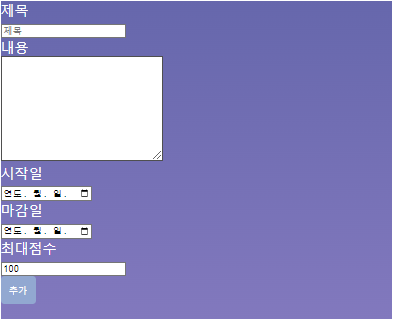 제목
제목
내용
시작일
연도. 월. 일.
마감일
연도. 월. 일.
최대점수
100
추가